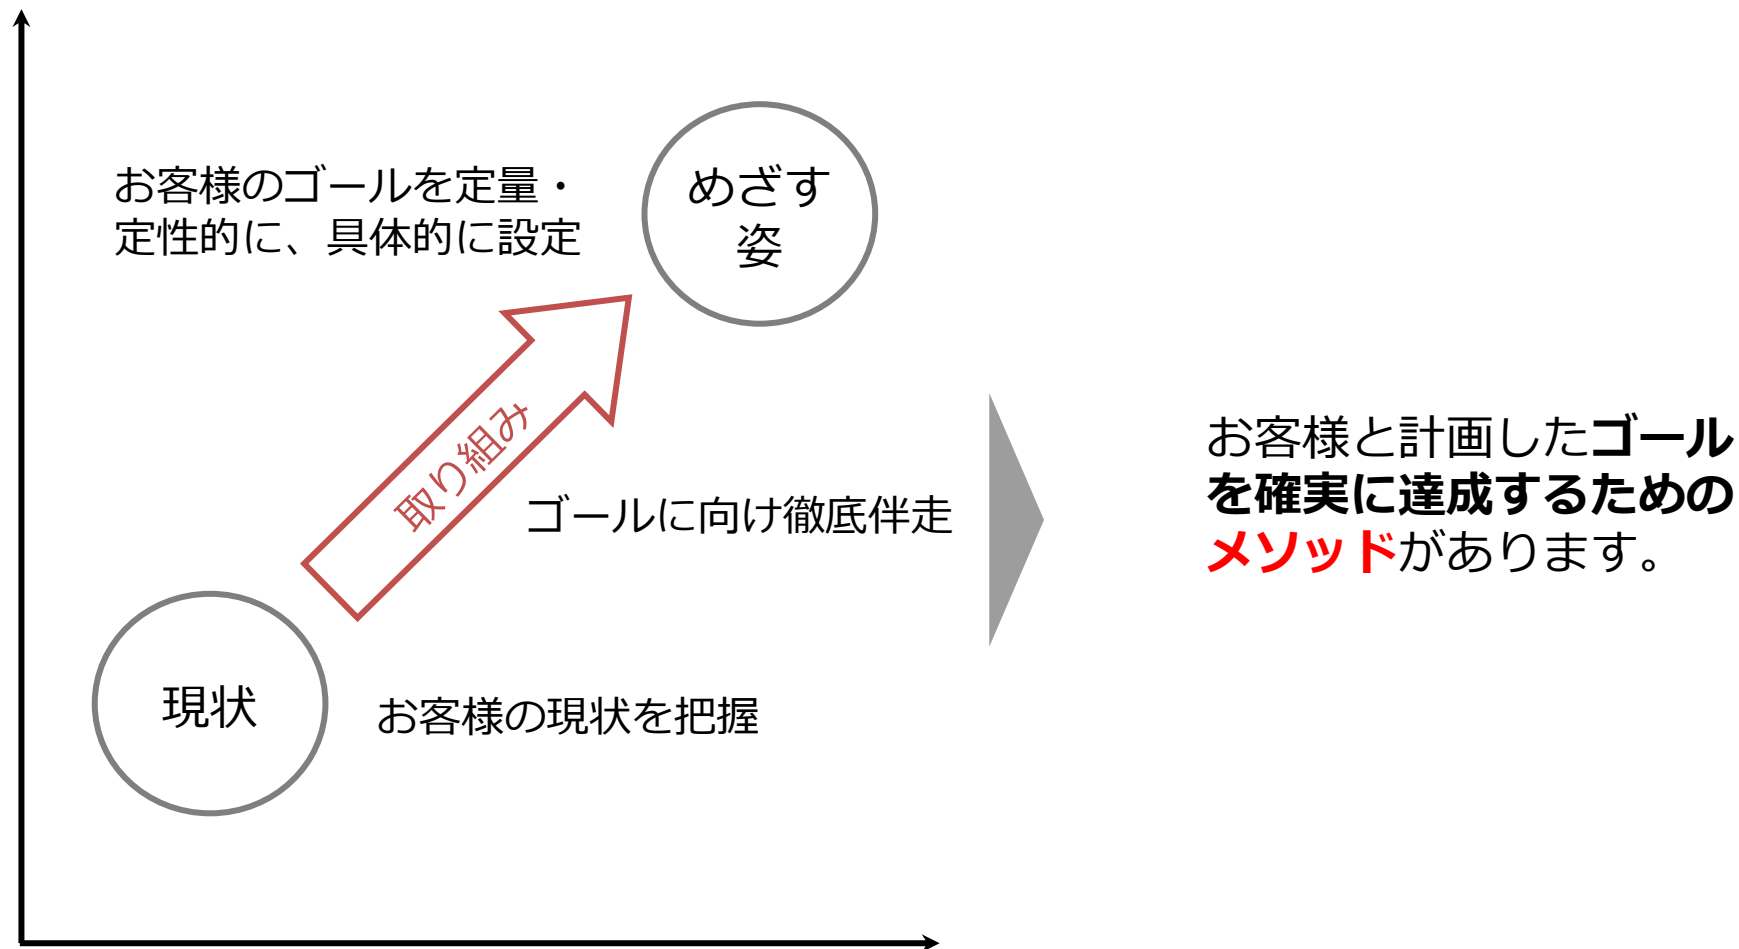 めざす
姿
お客様のゴールを定量・
定性的に、具体的に設定
取り組み
ゴールに向け徹底伴走
現状
お客様の現状を把握
お客様と計画したゴール
を確実に達成するための
メソッドがあります。